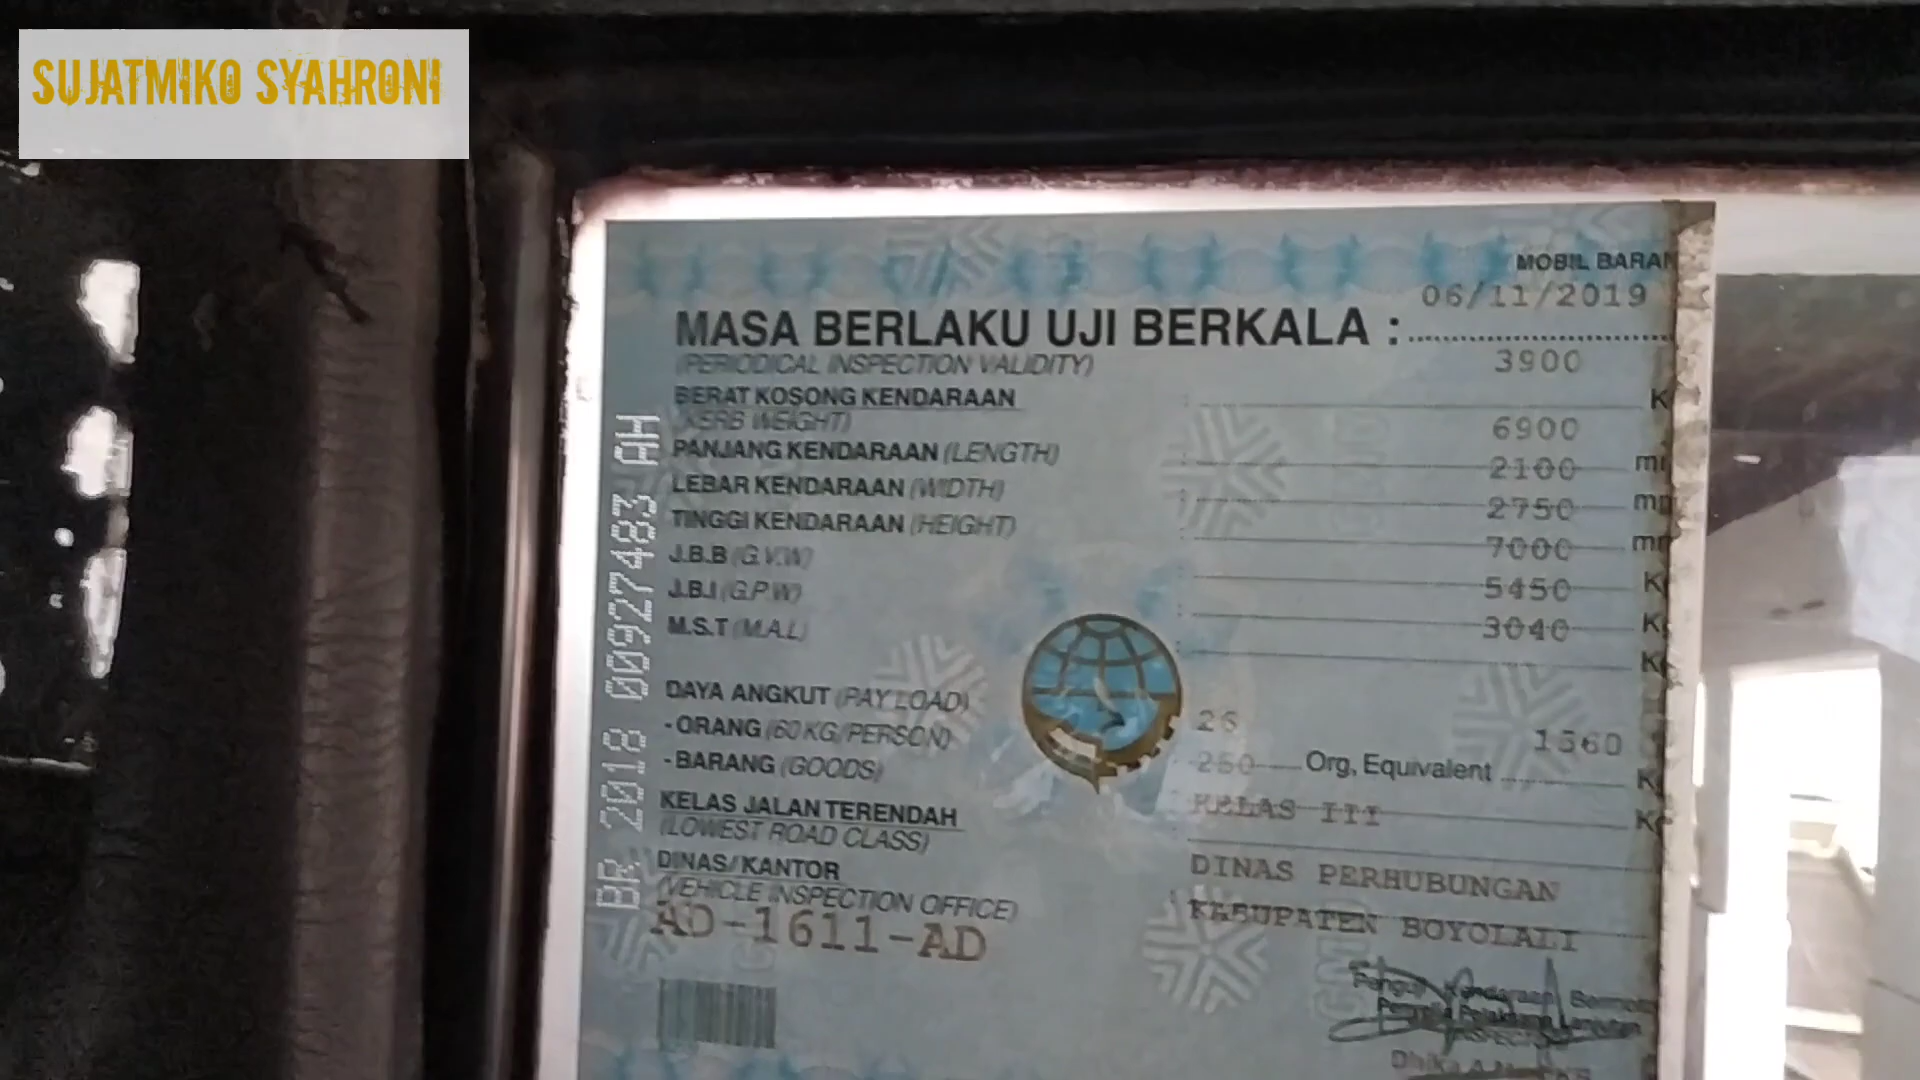 SUJATMIKO SYAHRONI
MOBIL BARAN
06/11/2019
MASA BERLAKU UJI BERKALA :
(PERIODICAL INSPECTION VALIDITY)
3900
BERAT KOSONG KENDARAAN K
(KERB WEIGHT)
6900
PANJANG KENDARAAN (LENGTH) m
2100
LEBAR KENDARAAN (WIDTH) m
2750
TINGGI KENDARAAN (HEIGHT) m
7000
J.B.B (G.V.W) K
5450
J.B.I (G.P.W) K
3040
M.S.T (M.A.L) K
DAYA ANGKUT (PAY LOAD)
- ORANG (60 KG/PERSON) 26 Org, Equivalent 1560 K
- BARANG (GOODS) 250 K
KELAS JALAN TERENDAH KELAS III
(LOWEST ROAD CLASS)
DINAS/KANTOR DINAS PERHUBUNGAN
(VEHICLE INSPECTION OFFICE) KABUPATEN BOYOLALI
AD-1611-AD
BR 2018 00927483 AH
Penguji Kendaraan Bermoto